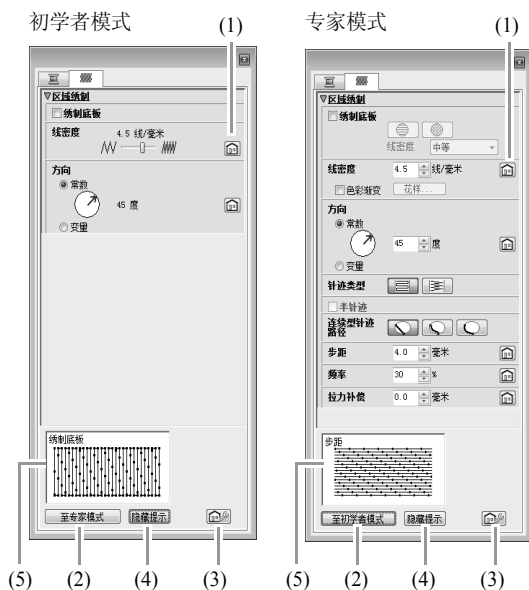 初学者模式
(1)
▽区域绣制
绣制底板
线密度
4.5 线/毫米
方向
常数
45 度
变量
绣制底板
至专家模式
隐藏提示
(5)
(2)
(4)
(3)
专家模式
(1)
▽区域绣制
绣制底板
线密度 中等
线密度 4.5 线/毫米
色彩渐变 花样...
方向
常数
45 度
变量
针迹类型
半针迹
连续型针迹
路径
步距 4.0 毫米
频率 30 %
拉力补偿 0.0 毫米
步距
至初学者模式
隐藏提示
(5)
(2)
(4)
(3)